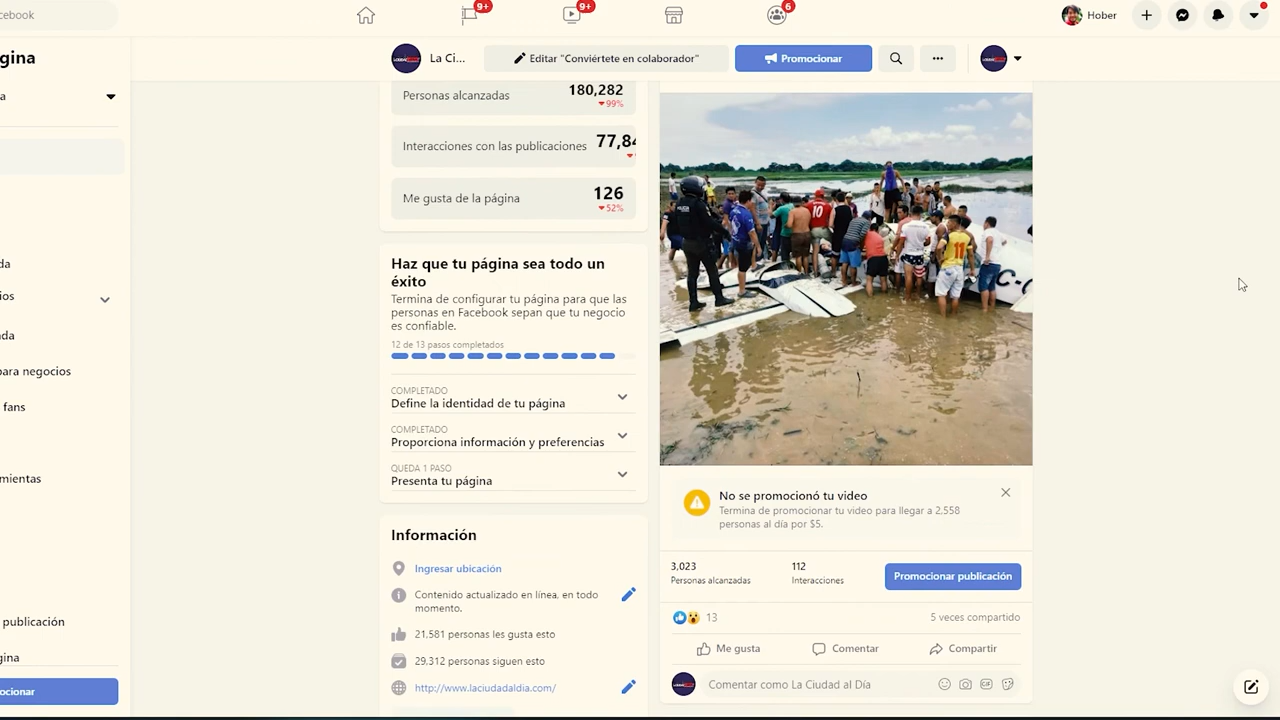 cebook
9+
9+
6
Hober
gina
La Ci...
Editar "Conviértete en colaborador"
Promocionar
a
Personas alcanzadas
180,282
99%
Interacciones con las publicaciones
77,84
Me gusta de la página
126
52%
Haz que tu página sea todo un
éxito
Termina de configurar tu página para que las
personas en Facebook sepan que tu negocio
es confiable.
12 de 13 pasos completados
COMPLETADO
Define la identidad de tu página
COMPLETADO
Proporciona información y preferencias
QUEDA 1 PASO
Presenta tu página
Información
Ingresar ubicación
Contenido actualizado en línea, en todo
momento.
21,581 personas les gusta esto
29,312 personas siguen esto
http://www.laciudadaldia.com/
da
ios
da
para negocios
fans
mientas
publicación
gina
ocionar
10
11
C-C
No se promocionó tu video
Termina de promocionar tu video para llegar a 2.558
personas al día por $5.
3,023
Personas alcanzadas
112
Interacciones
Promocionar publicación
13
5 veces compartido
Me gusta
Comentar
Compartir
Comentar como La Ciudad al Día
GIF